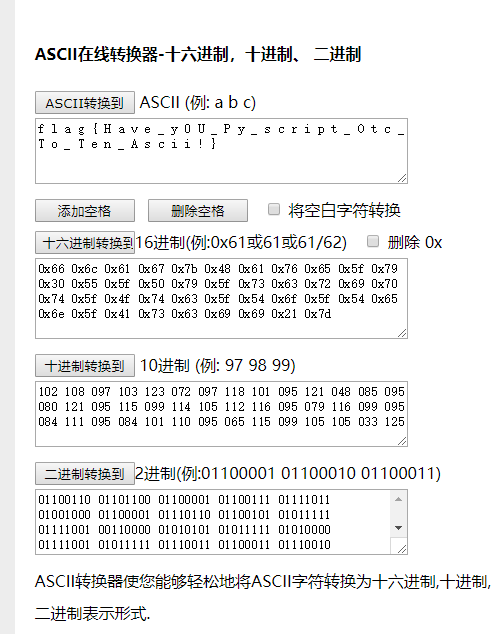 ASCII在线转换器-十六进制，十进制、 二进制
ASCII转换到 ASCII (例: a b c)
f l a g { H a v e _ y 0 U _ P y _ s c r i p t _ O t c _
T o _ T e n _ A s c i i ! }
添加空格 删除空格 将空白字符转换
十六进制转换到 16进制(例:0x61或61或61/62) 删除 0x
0x66 0x6c 0x61 0x67 0x7b 0x48 0x61 0x76 0x65 0x5f 0x79
0x30 0x55 0x5f 0x50 0x79 0x5f 0x73 0x63 0x72 0x69 0x70
0x74 0x5f 0x4f 0x74 0x63 0x5f 0x54 0x6f 0x5f 0x54 0x65
0x6e 0x5f 0x41 0x73 0x63 0x69 0x69 0x21 0x7d
十进制转换到 10进制 (例: 97 98 99)
102 108 097 103 123 072 097 118 101 095 121 048 085 095
080 121 095 115 099 114 105 112 116 095 079 116 099 095
084 111 095 084 101 110 095 065 115 099 105 105 033 125
二进制转换到 2进制(例:01100001 01100010 01100011)
01100110 01101100 01100001 01100111 01111011
01001000 01100001 01110110 01100101 01011111
01111001 00110000 01010101 01011111 01010000
01111001 01011111 01110011 01100011 01110010
ASCII转换器使您能够轻松地将ASCII字符转换为十六进制,十进制,
二进制表示形式.